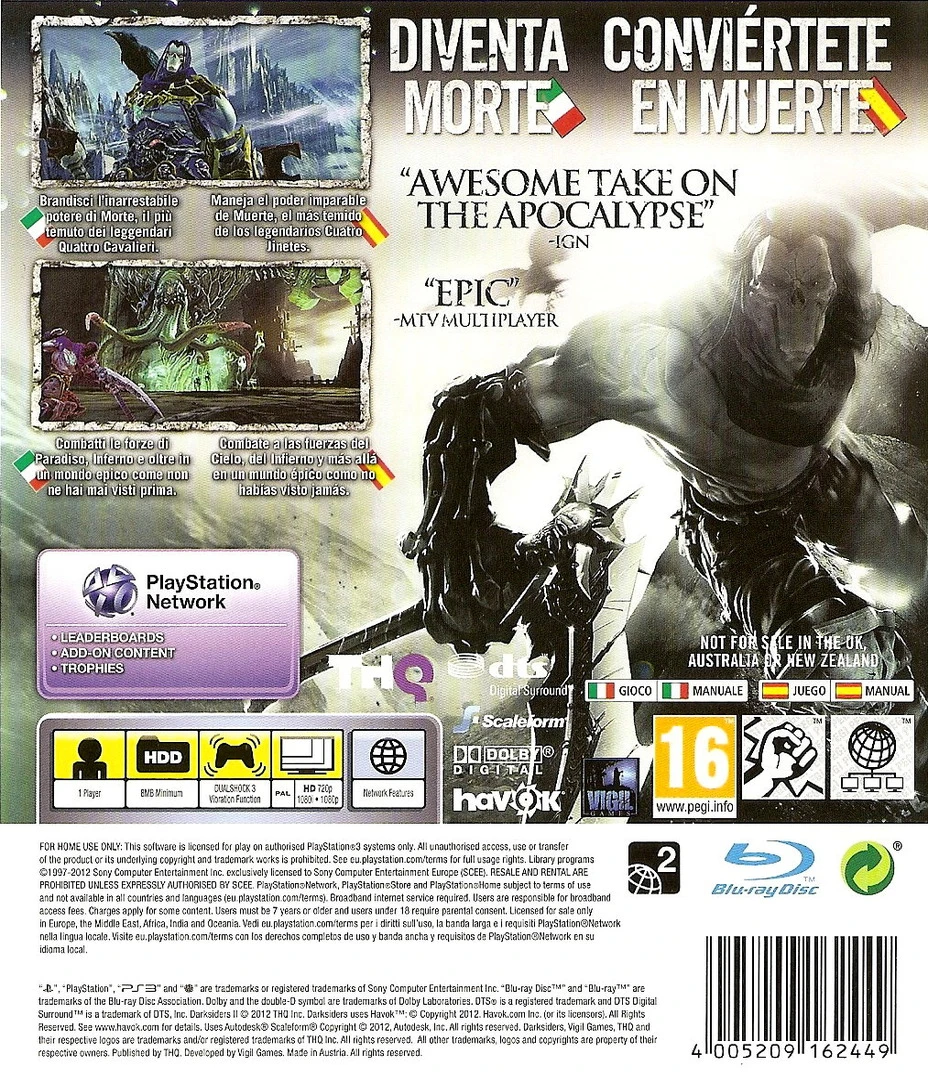 DIVENTA
MORTE
CONVIÉRTETE
EN MUERTE
Brandisci l'inarrestabile
potere di Morte, il più
temuto dei leggendari
Quattro Cavalieri.
Maneja el poder imparable
de Muerte, el más temido
de los legendarios Cuatro
Jinetes.
“AWESOME TAKE ON
THE APOCALYPSE”
-IGN
“EPIC”
-MTV MULTIPLAYER
Combatti le forze di
Paradiso, Inferno e oltre in
un mondo epico come non
ne hai mai visti prima.
Combate a las fuerzas del
Cielo, del Infierno y más allá
en un mundo épico como no
habías visto jamás.
PlayStation®
Network
• LEADERBOARDS
• ADD-ON CONTENT
• TROPHIES
THQ
dts
Digital Surround™
NOT FOR SALE IN THE UK,
AUSTRALIA OR NEW ZEALAND
GIOCO MANUALE JUEGO MANUAL
Scaleform
DOLBY®
DIGITAL
havok™
VIGIL
GAMES
16
www.pegi.info
™
™
HDD
1 Player
8MB Minimum
DUALSHOCK 3
Vibration Function
PAL
HD 720p
1080i • 1080p
Network Features
FOR HOME USE ONLY: This software is licensed for play on authorised PlayStation®3 systems only. All unauthorised access, use or transfer
of the product or its underlying copyright and trademark works is prohibited. See eu.playstation.com/terms for full usage rights. Library programs
©1997-2012 Sony Computer Entertainment Inc. exclusively licensed to Sony Computer Entertainment Europe (SCEE). RESALE AND RENTAL ARE
PROHIBITED UNLESS EXPRESSLY AUTHORISED BY SCEE. PlayStation®Network, PlayStation®Store and PlayStation®Home subject to terms of use
and not available in all countries and languages (eu.playstation.com/terms). Broadband internet service required. Users are responsible for broadband
access fees. Charges apply for some content. Users must be 7 years or older and users under 18 require parental consent. Licensed for sale only
in Europe, the Middle East, Africa, India and Oceania. Vedi eu.playstation.com/terms per i diritti sull'uso, la banda larga e i requisiti PlayStation®Network
nella lingua locale. Visite eu.playstation.com/terms con los derechos completos de uso y banda ancha y requisitos de PlayStation®Network en su
idioma local.
2
Blu-ray Disc™
®
", "PlayStation", "PS3" and " " are trademarks or registered trademarks of Sony Computer Entertainment Inc. "Blu-ray Disc™" and "Blu-ray™" are
trademarks of the Blu-ray Disc Association. Dolby and the double-D symbol are trademarks of Dolby Laboratories. DTS® is a registered trademark and DTS Digital
Surround™ is a trademark of DTS, Inc. Darksiders II © 2012 THQ Inc. Darksiders uses Havok™: © Copyright 2012. Havok.com Inc. (or its licensors). All Rights
Reserved. See www.havok.com for details. Uses Autodesk® Scaleform® Copyright © 2012, Autodesk, Inc. All rights reserved. Darksiders, Vigil Games, THQ and
their respective logos are trademarks and/or registered trademarks of THQ Inc. All rights reserved. All other trademarks, logos and copyrights are property of their
respective owners. Published by THQ. Developed by Vigil Games. Made in Austria. All rights reserved.
4 005209 162449